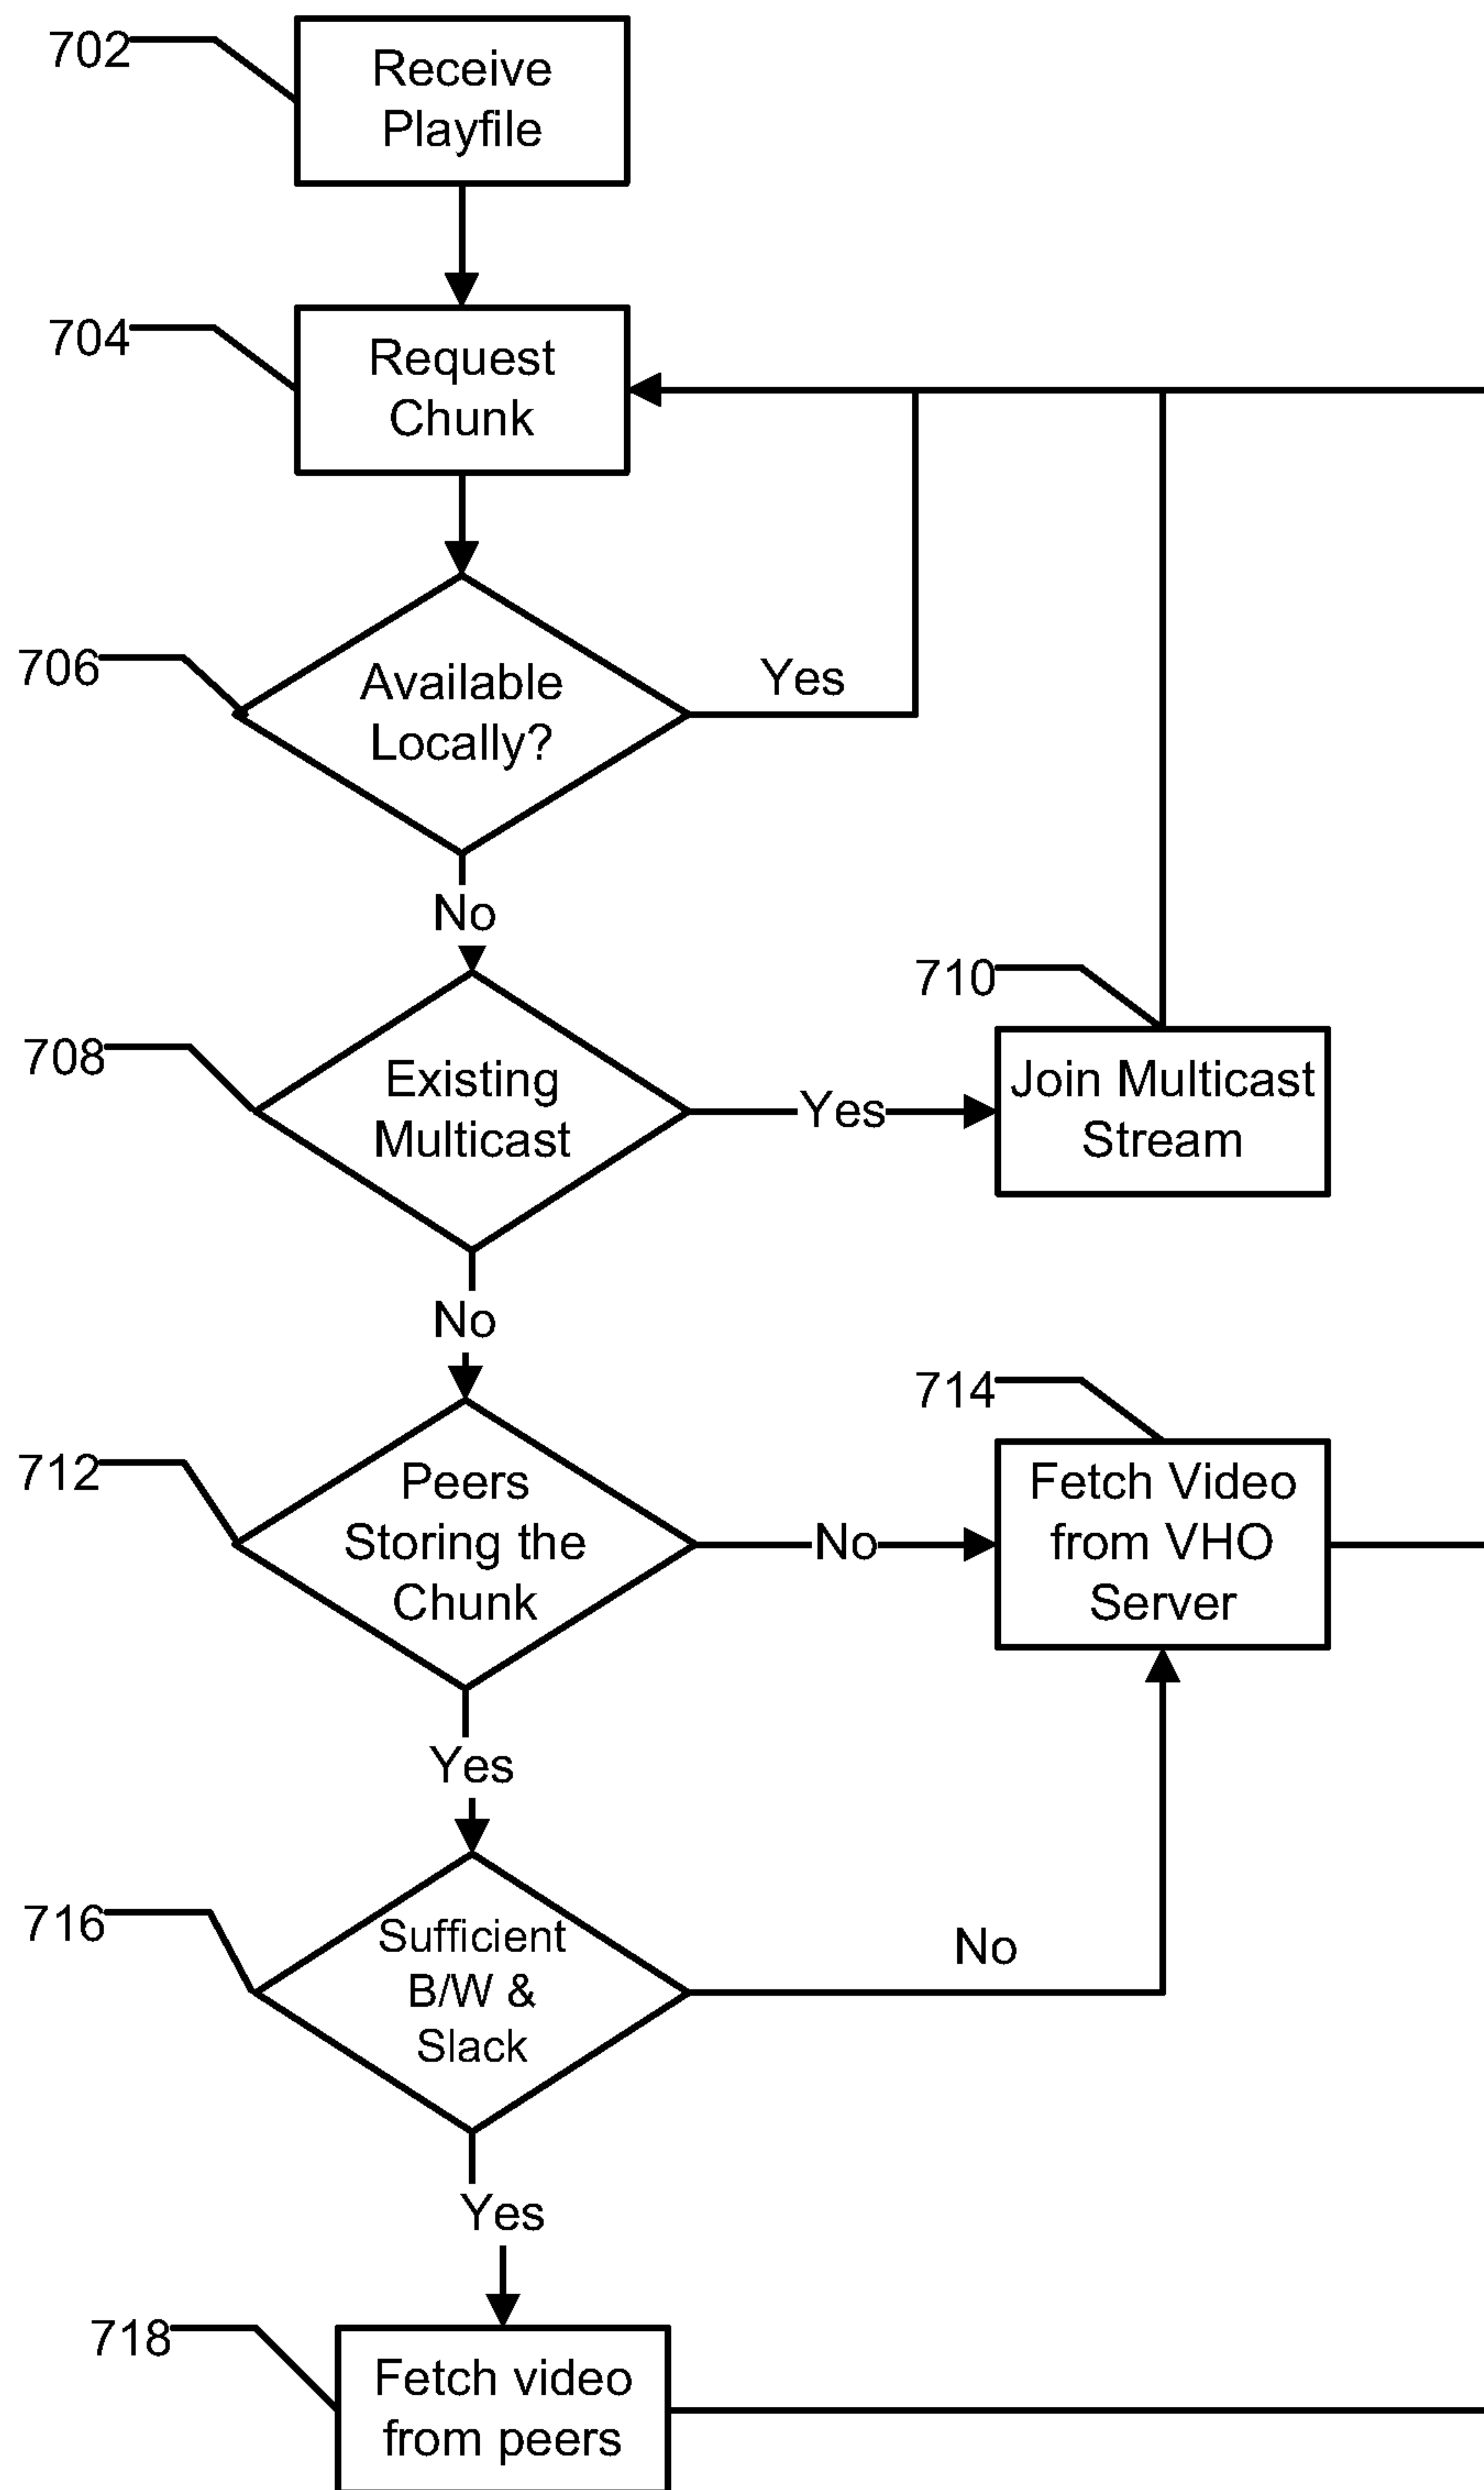 702
Receive
Playfile
704
Request
Chunk
706
Available
Locally?
Yes
No
708
Existing
Multicast
Yes
710
Join Multicast
Stream
No
712
Peers
Storing the
Chunk
No
714
Fetch Video
from VHO
Server
Yes
716
Sufficient
B/W &
Slack
No
Yes
718
Fetch video
from peers